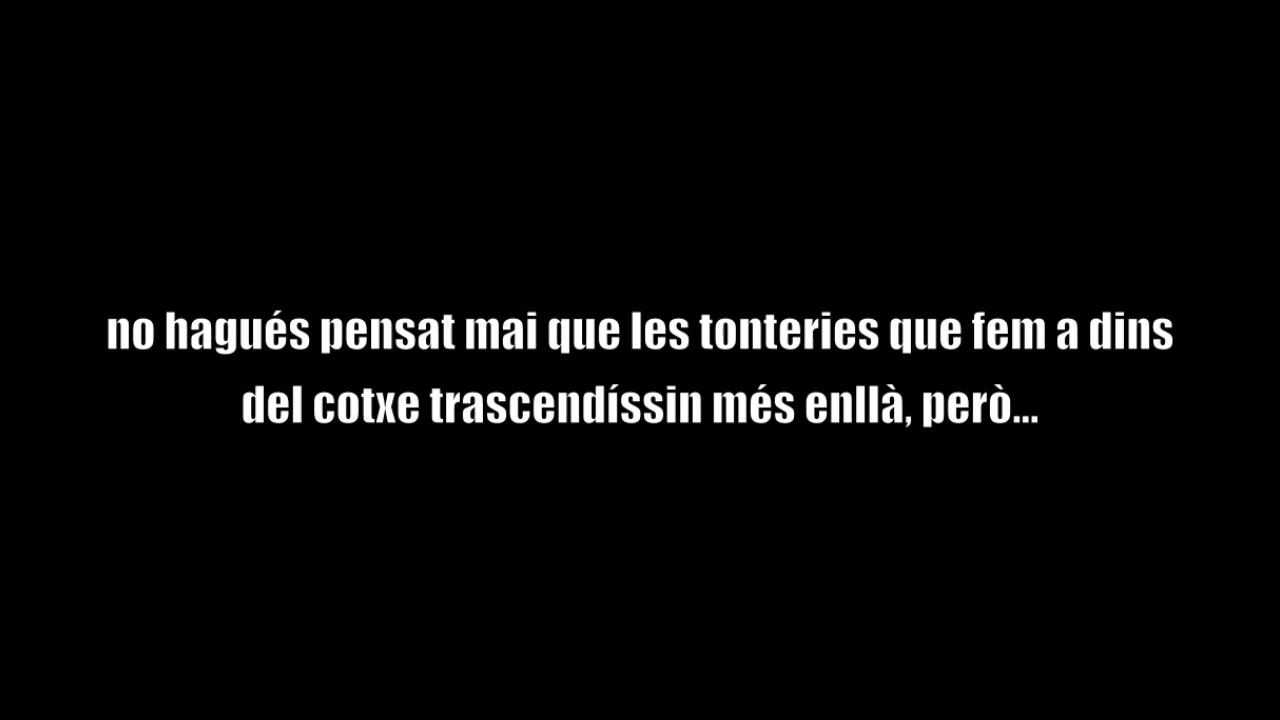 no hagués pensat mai que les tonteries que fem a dins
del cotxe trascendíssin més enllà, però...